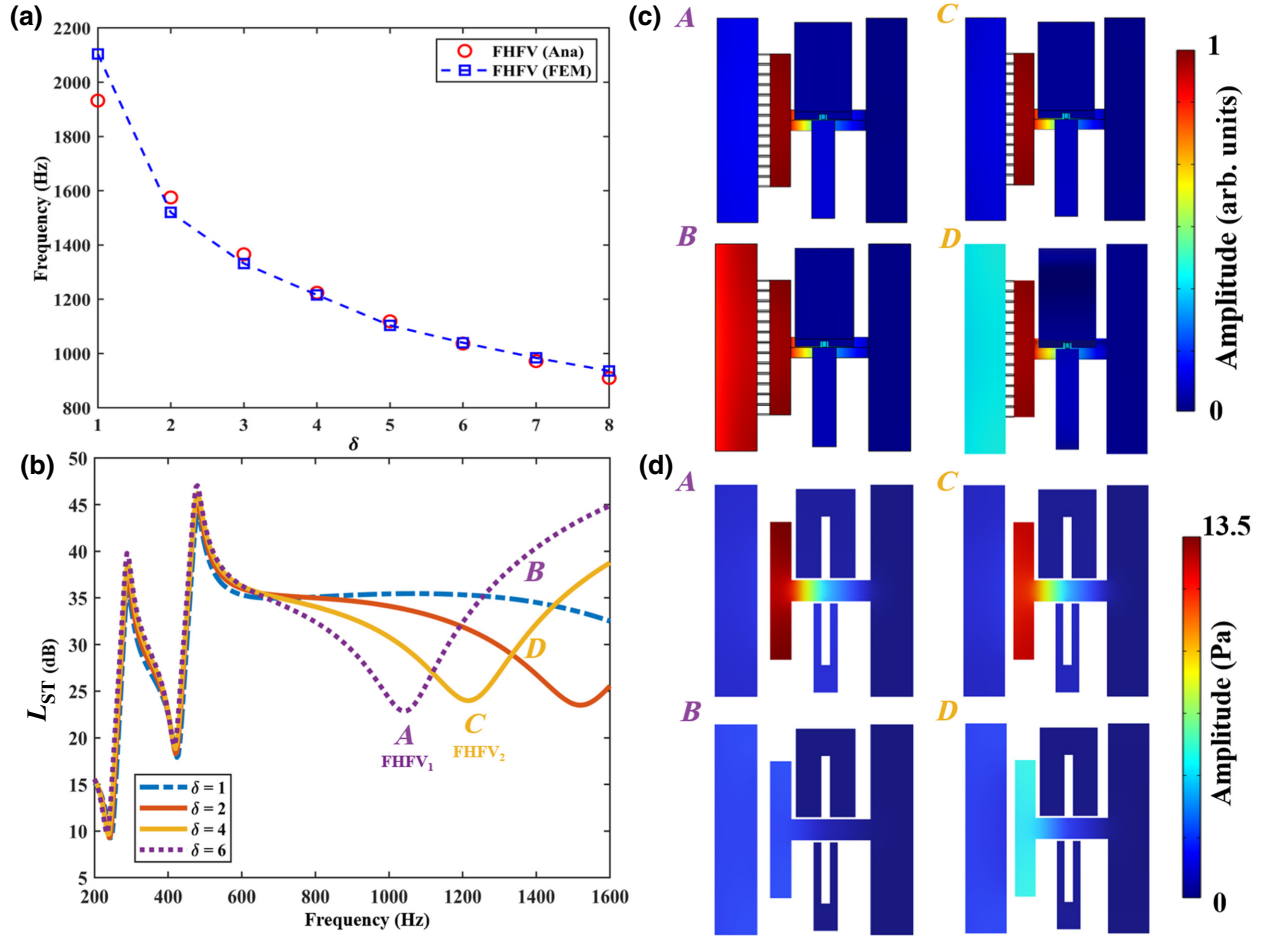 (a)
2200
2000
1800
1600
1400
1200
1000
800
Frequency (Hz)
1 2 3 4 5 6 7 8
δ
FHFV (Ana)
FHFV (FEM)
(b)
50
45
40
35
30
25
20
15
10
5
L_ST (dB)
200 400 600 800 1000 1200 1400 1600
Frequency (Hz)
A
FHFV₁
B
C
FHFV₂
D
δ = 1
δ = 2
δ = 4
δ = 6
(c)
A
C
B
D
1
0
Amplitude (arb. units)
(d)
A
C
B
D
13.5
0
Amplitude (Pa)